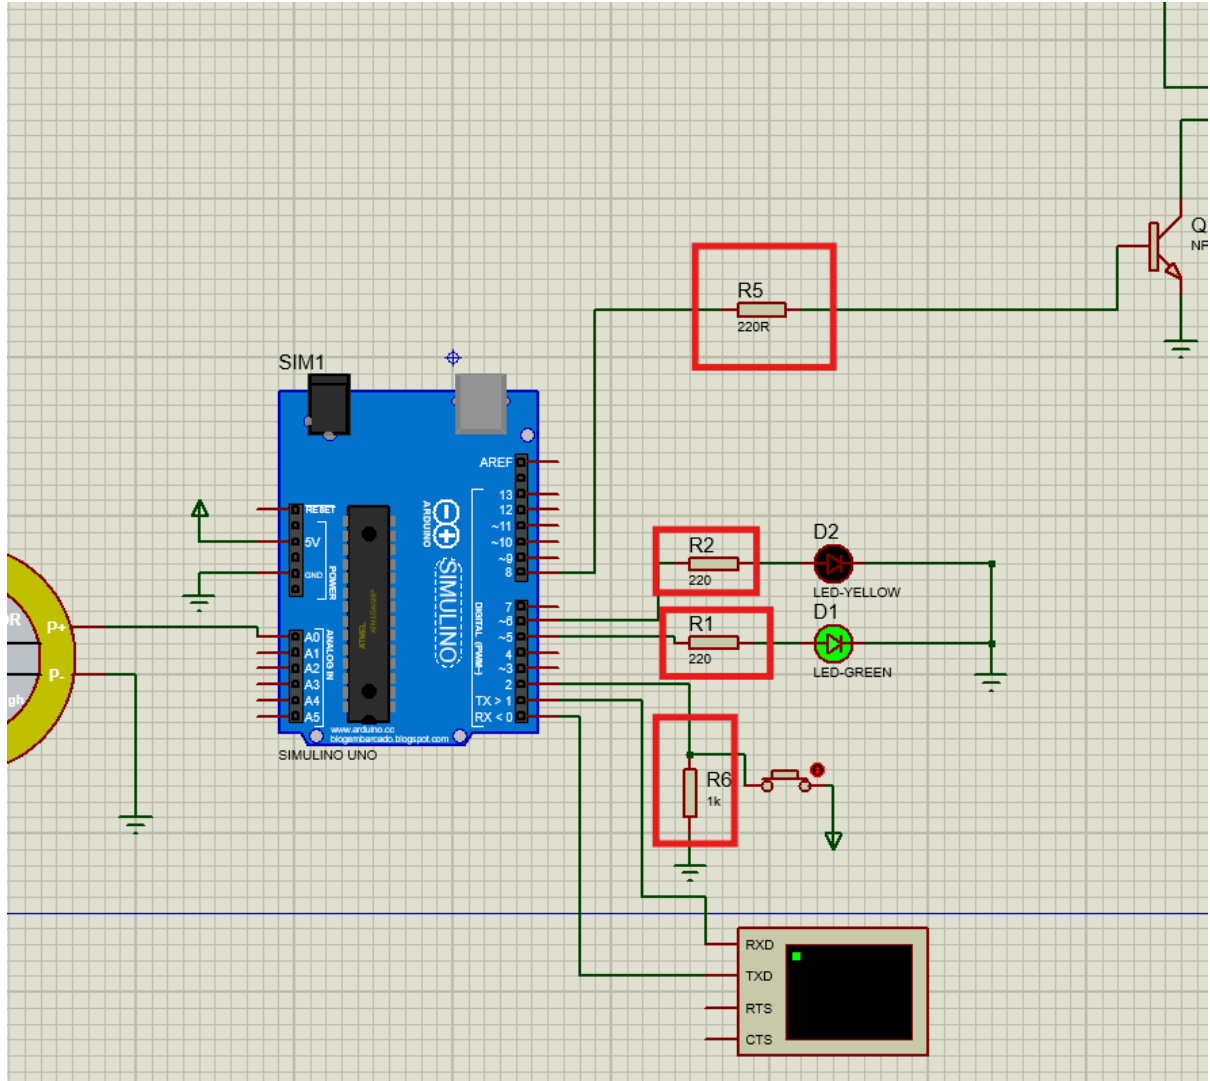 R5
220R
Q
NP
SIM1
AREF
13
12
~11
~10
~9
8
7
~6
~5
4
~3
2
TX > 1
RX < 0
DIGITAL (PWM~)
ARDUINO
SIMULINO
RESET
5V
GND
POWER
A0
A1
A2
A3
A4
A5
ANALOG IN
ATMEL
www.arduino.cc
blogembarcado.blogspot.com
SIMULINO UNO
OR
P+
P-
gh
R2
220
D2
LED-YELLOW
R1
220
D1
LED-GREEN
R6
1k
RXD
TXD
RTS
CTS